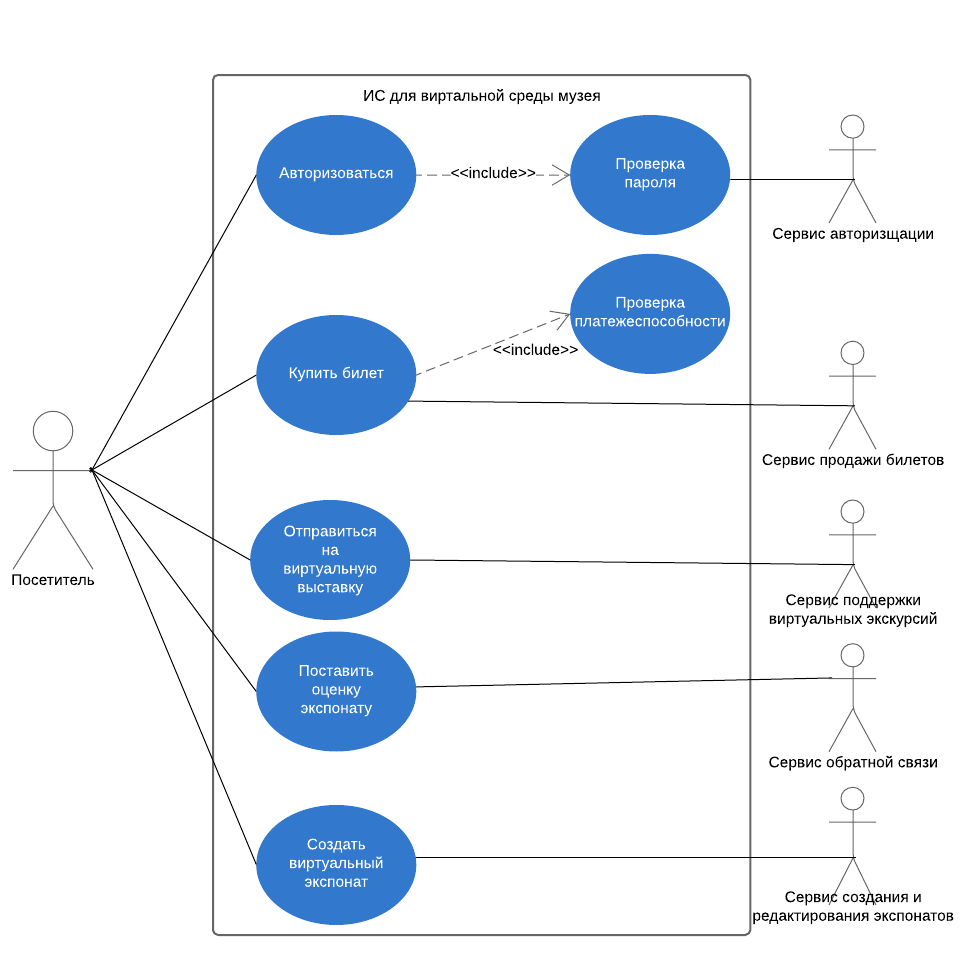 ИС для виртальной среды музея
Авторизоваться
<<include>>
Проверка
пароля
Сервис авторизщации
Проверка
платежеспособности
<<include>>
Купить билет
Сервис продажи билетов
Посетитель
Отправиться
на
виртуальную
выставку
Сервис поддержки
виртуальных экскурсий
Поставить
оценку
экспонату
Сервис обратной связи
Создать
виртуальный
экспонат
Сервис создания и
редактирования экспонатов